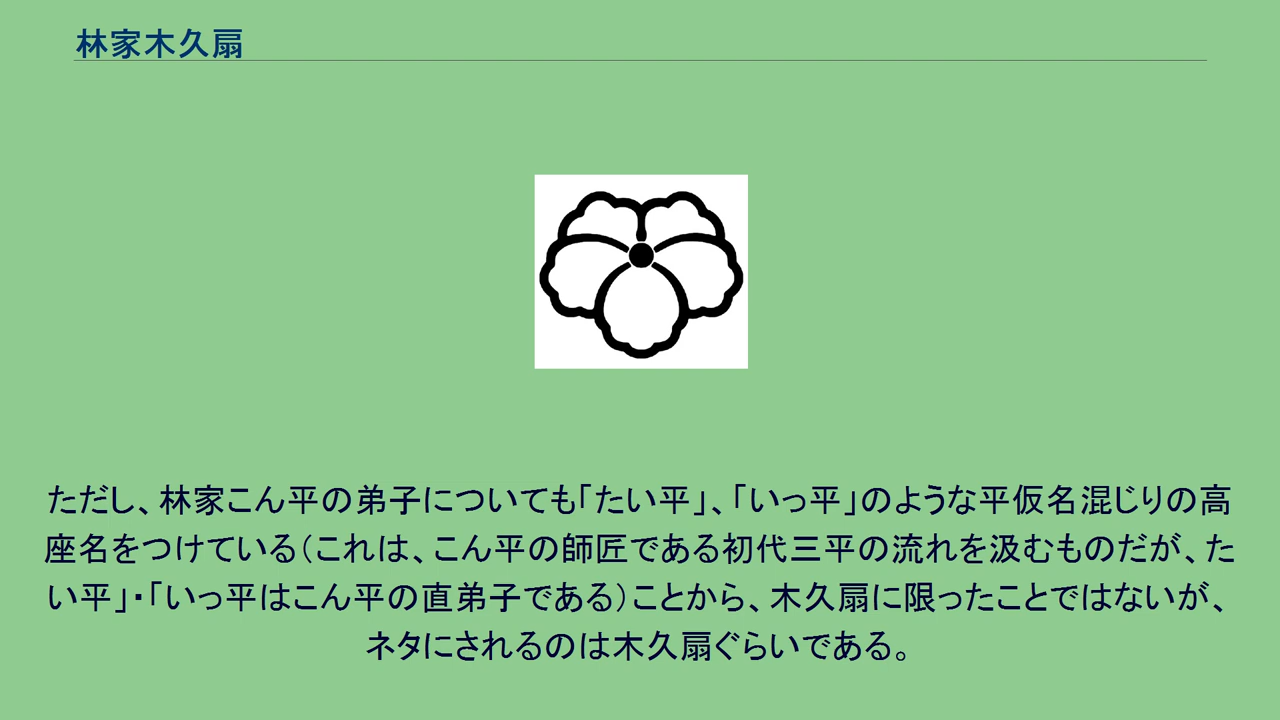 林家木久扇
ただし、林家こん平の弟子についても「たい平」、「いっ平」のような平仮名混じりの高
座名をつけている（これは、こん平の師匠である初代三平の流れを汲むものだが、た
い平」・「いっ平はこん平の直弟子である）ことから、木久扇に限ったことではないが、
ネタにされるのは木久扇ぐらいである。